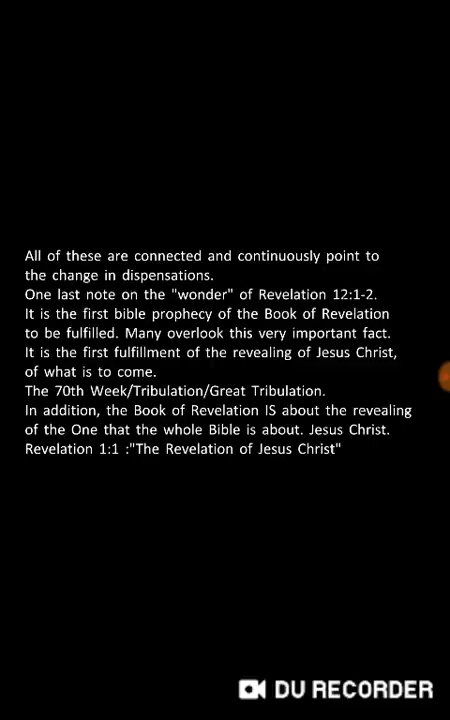 All of these are connected and continuously point to
the change in dispensations.
One last note on the "wonder" of Revelation 12:1-2.
It is the first bible prophecy of the Book of Revelation
to be fulfilled. Many overlook this very important fact.
It is the first fulfillment of the revealing of Jesus Christ,
of what is to come.
The 70th Week/Tribulation/Great Tribulation.
In addition, the Book of Revelation IS about the revealing
of the One that the whole Bible is about. Jesus Christ.
Revelation 1:1 :"The Revelation of Jesus Christ"
DU RECORDER